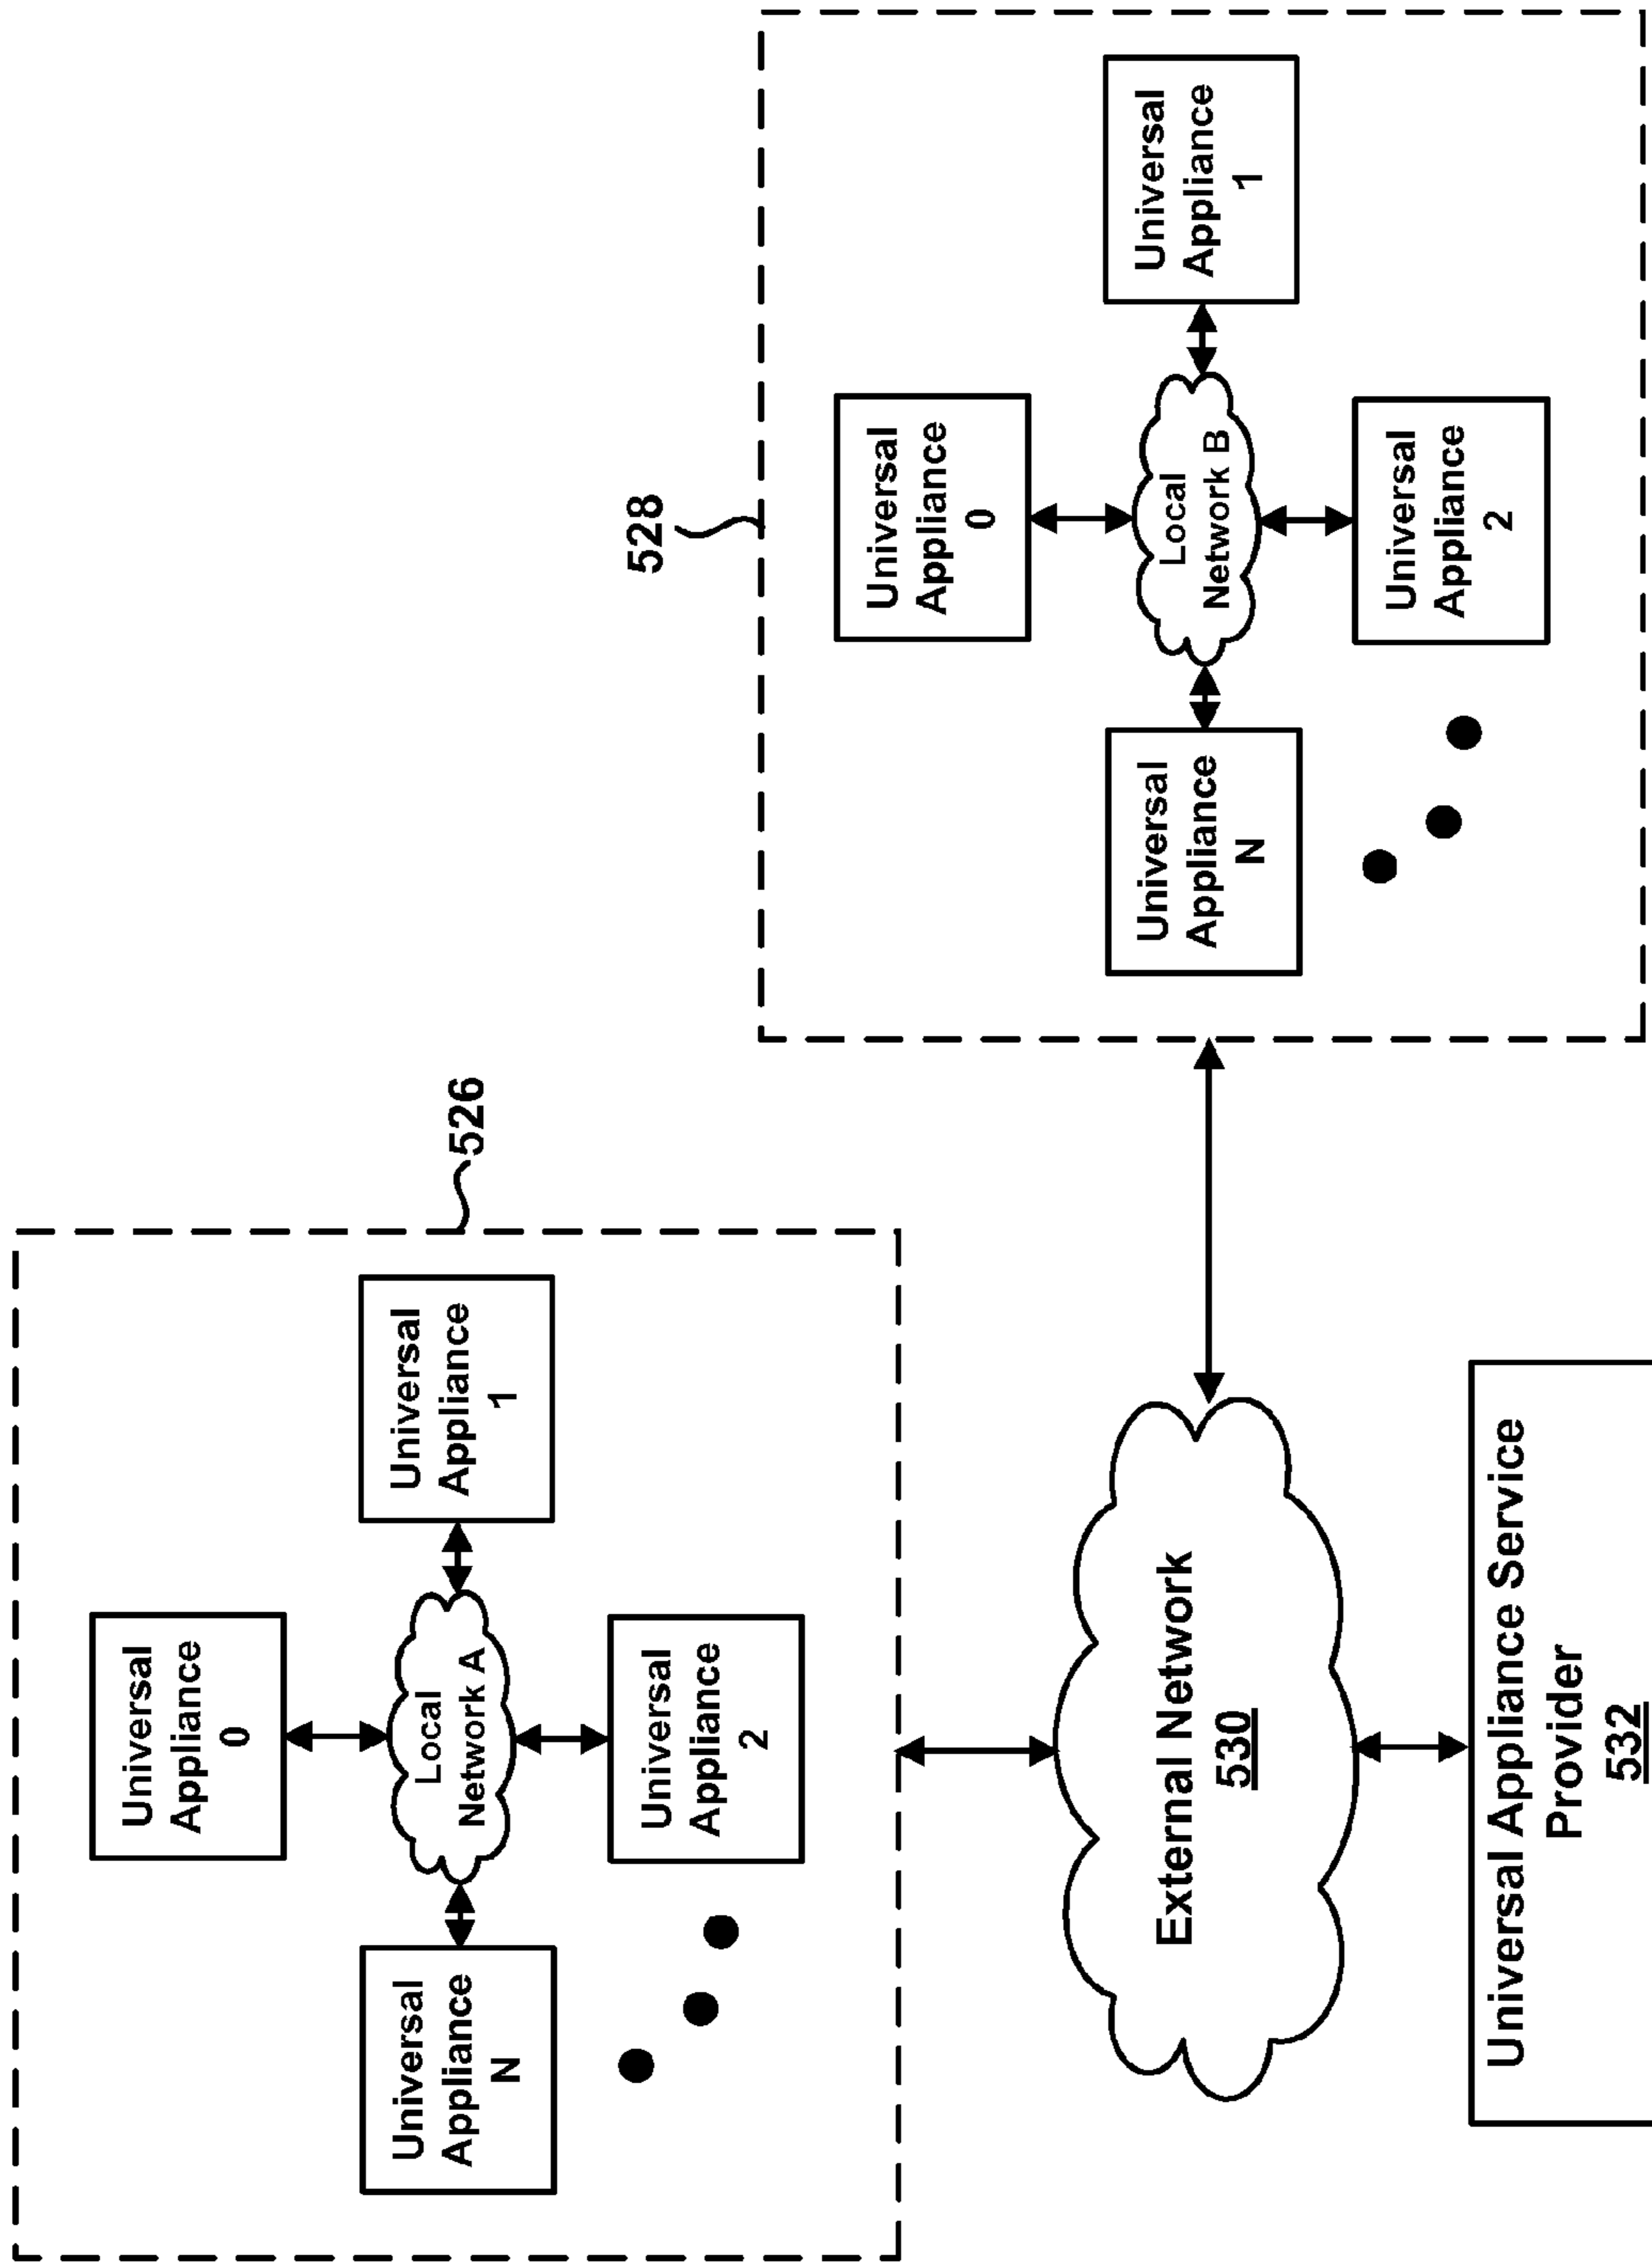 526
Universal
Appliance
0
Universal
Appliance
N
Local
Network A
Universal
Appliance
1
Universal
Appliance
2
528
Universal
Appliance
0
Universal
Appliance
N
Local
Network B
Universal
Appliance
1
Universal
Appliance
2
External Network
530
Universal Appliance Service
Provider
532